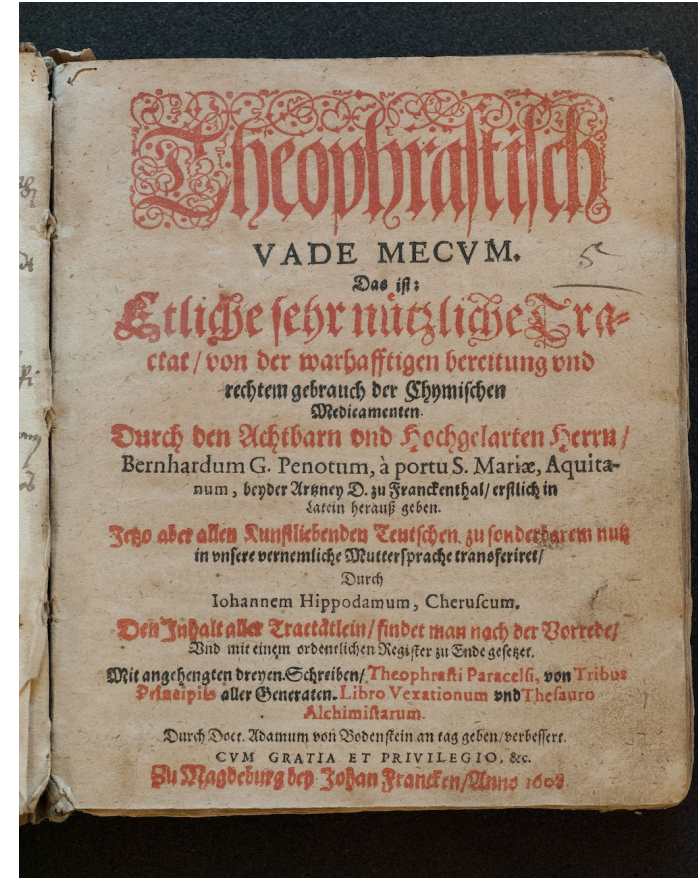 Theophrastisch
VADE MECVM.
Das ist:
Etliche sehr nützliche Tra-
ctat / von der warhafftigen bereitung vnd
rechtem gebrauch der Chymischen
Medicamenten.
Durch den Achtbarn vnd Hochgelarten Herrn /
Bernhardum G. Penotum, à portu S. Mariæ, Aquita-
num, beyder Artzney D. zu Franckenthal / erstlich in
Latein herauß geben.
Jetzo aber allen Kunstliebenden Teutschen zu sonderbarem nutz
in vnsere vernemliche Muttersprache transferiret /
Durch
Iohannem Hippodamum, Cheruscum.
Den Inhalt aller Tractätlein / findet man nach der Vorrede /
Vnd mit einem ordentlichen Register zu Ende gesetzet.
Mit angehengten dreyen Schreiben / Theophrasti Paracelsi, von Tribus
Principiis aller Generaten. Libro Vexationum vnd Thesauro
Alchimistarum.
Durch Doct. Adamum von Bodenstein an tag geben / verbessert.
CVM GRATIA ET PRIVILEGIO, &c.
Zu Magdeburg bey Johan Francken / Anno 1608.